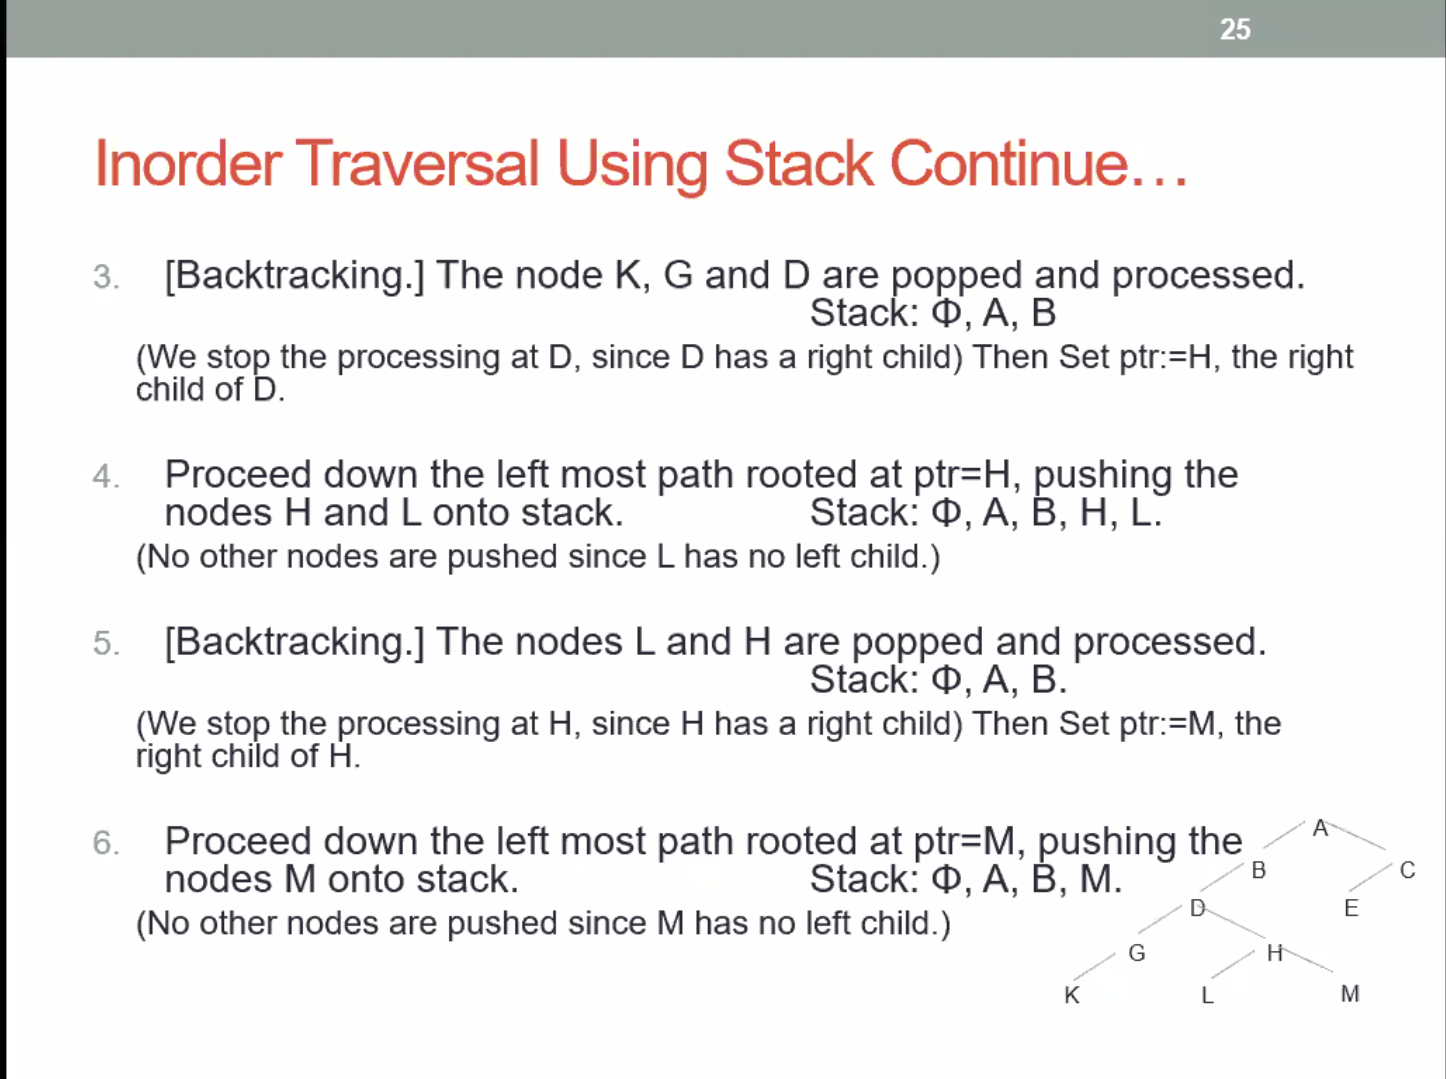 25
Inorder Traversal Using Stack Continue…
3. [Backtracking.] The node K, G and D are popped and processed.
Stack: Φ, A, B
(We stop the processing at D, since D has a right child) Then Set ptr:=H, the right
child of D.
4. Proceed down the left most path rooted at ptr=H, pushing the
nodes H and L onto stack. Stack: Φ, A, B, H, L.
(No other nodes are pushed since L has no left child.)
5. [Backtracking.] The nodes L and H are popped and processed.
Stack: Φ, A, B.
(We stop the processing at H, since H has a right child) Then Set ptr:=M, the
right child of H.
6. Proceed down the left most path rooted at ptr=M, pushing the
nodes M onto stack. Stack: Φ, A, B, M.
(No other nodes are pushed since M has no left child.)
A
B C
D E
G H
K L M